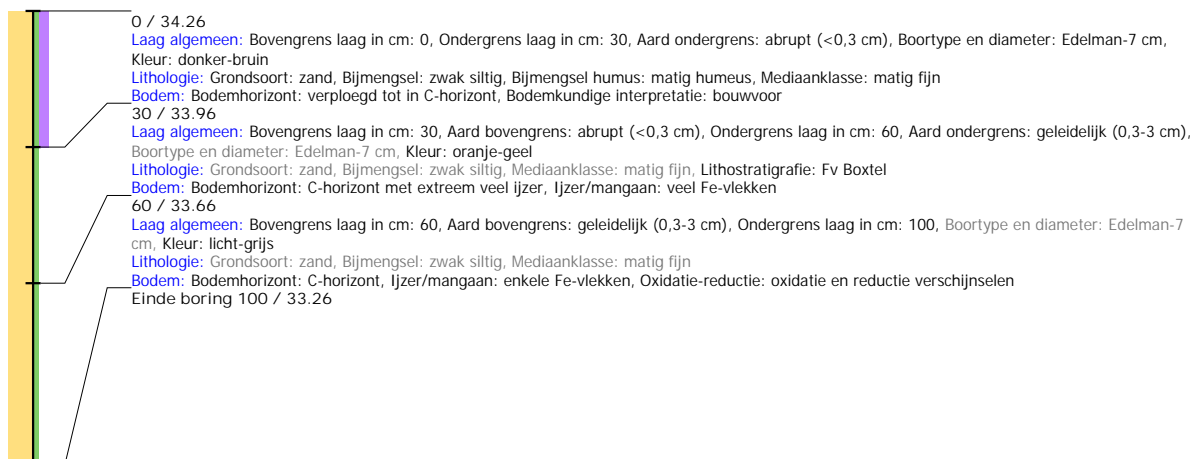 0 / 34.26
Laag algemeen: Bovengrens laag in cm: 0, Ondergrens laag in cm: 30, Aard ondergrens: abrupt (<0,3 cm), Boortype en diameter: Edelman-7 cm,
Kleur: donker-bruin
Lithologie: Grondsoort: zand, Bijmengsel: zwak siltig, Bijmengsel humus: matig humeus, Mediaanklasse: matig fijn
Bodem: Bodemhorizont: verploegd tot in C-horizont, Bodemkundige interpretatie: bouwvoor
30 / 33.96
Laag algemeen: Bovengrens laag in cm: 30, Aard bovengrens: abrupt (<0,3 cm), Ondergrens laag in cm: 60, Aard ondergrens: geleidelijk (0,3-3 cm),
Boortype en diameter: Edelman-7 cm, Kleur: oranje-geel
Lithologie: Grondsoort: zand, Bijmengsel: zwak siltig, Mediaanklasse: matig fijn, Lithostratigrafie: Fv Boxtel
Bodem: Bodemhorizont: C-horizont met extreem veel ijzer, Ijzer/mangaan: veel Fe-vlekken
60 / 33.66
Laag algemeen: Bovengrens laag in cm: 60, Aard bovengrens: geleidelijk (0,3-3 cm), Ondergrens laag in cm: 100, Boortype en diameter: Edelman-7
cm, Kleur: licht-grijs
Lithologie: Grondsoort: zand, Bijmengsel: zwak siltig, Mediaanklasse: matig fijn
Bodem: Bodemhorizont: C-horizont, Ijzer/mangaan: enkele Fe-vlekken, Oxidatie-reductie: oxidatie en reductie verschijnselen
Einde boring 100 / 33.26